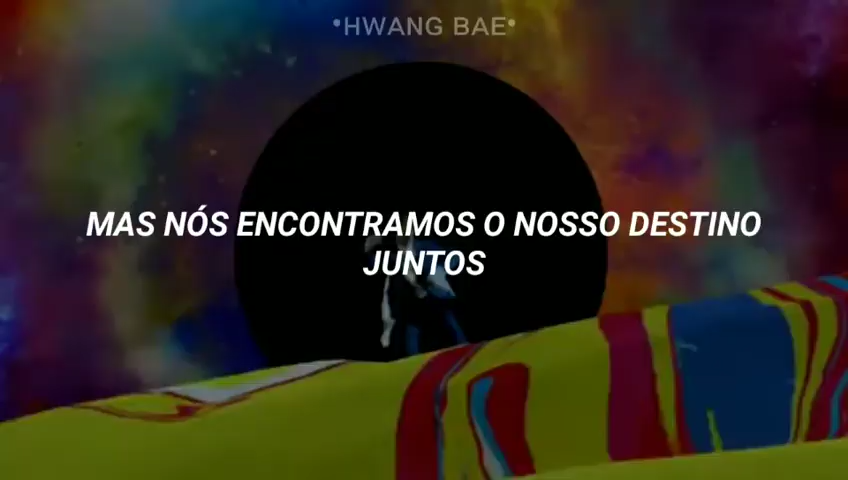 •HWANG BAE•
MAS NÓS ENCONTRAMOS O NOSSO DESTINO
JUNTOS